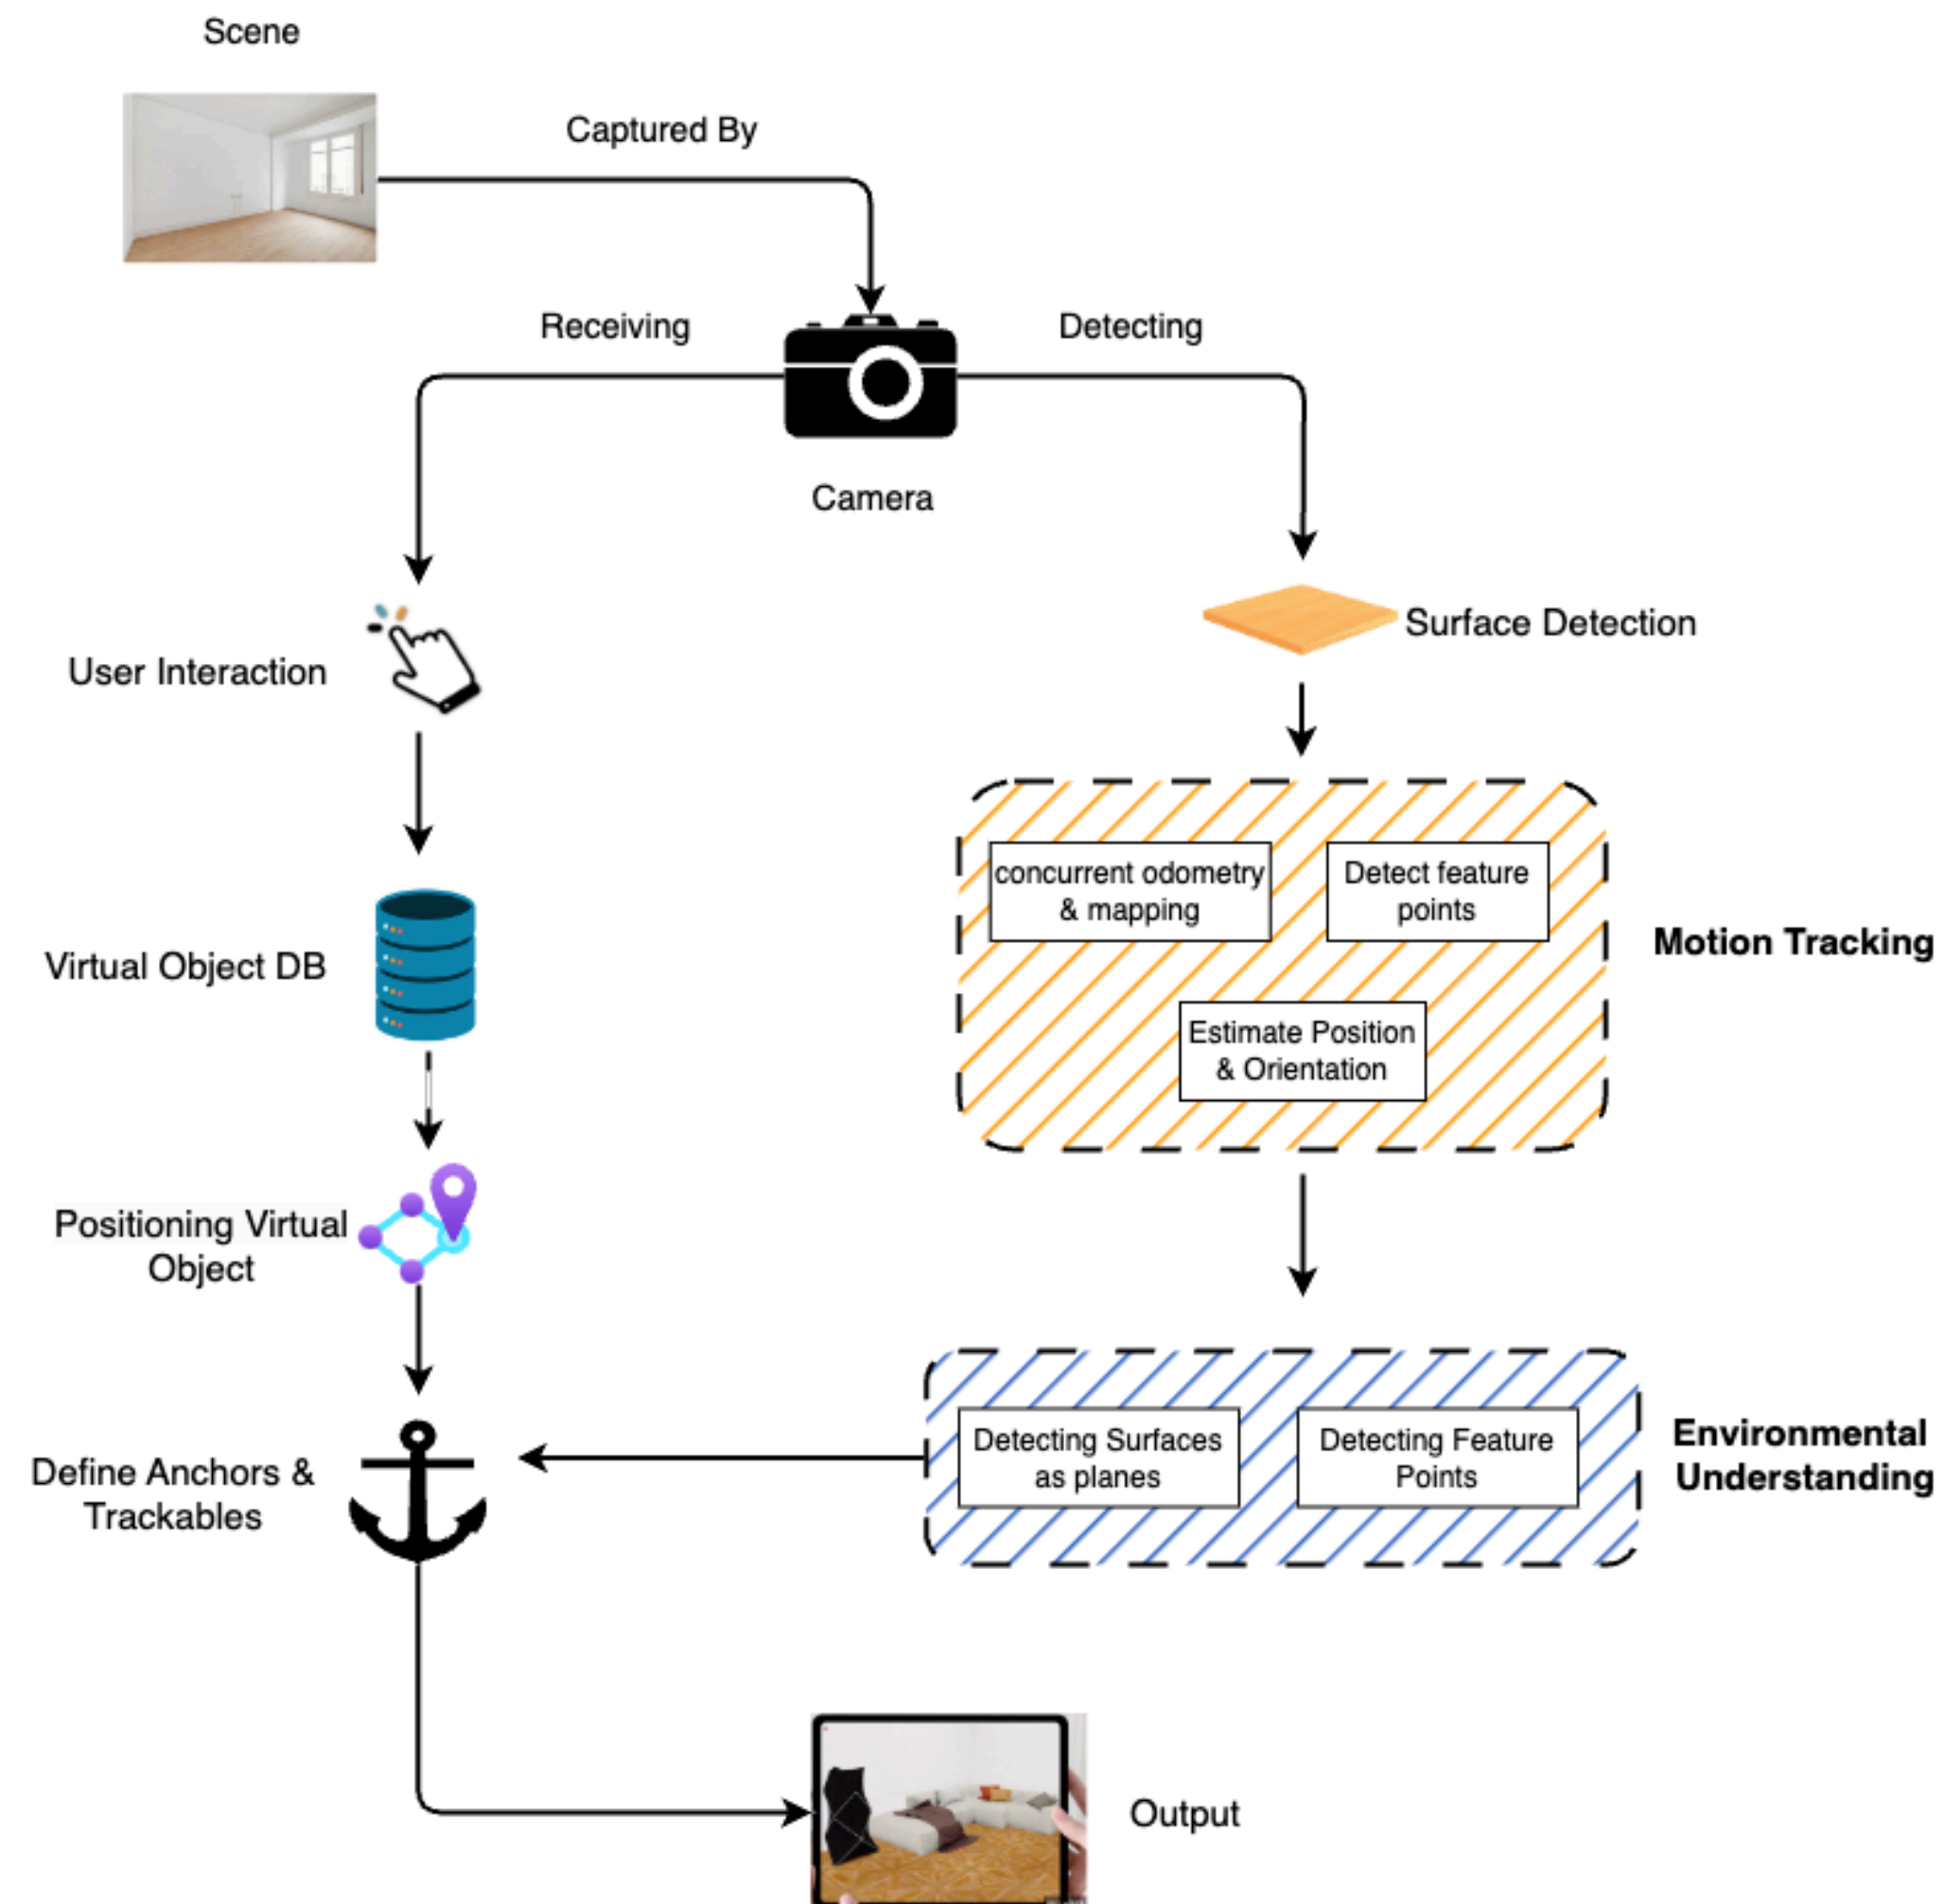 Scene
Captured By
Receiving
Detecting
Camera
User Interaction
Surface Detection
Virtual Object DB
concurrent odometry
& mapping
Detect feature
points
Estimate Position
& Orientation
Motion Tracking
Positioning Virtual
Object
Define Anchors &
Trackables
Detecting Surfaces
as planes
Detecting Feature
Points
Environmental
Understanding
Output